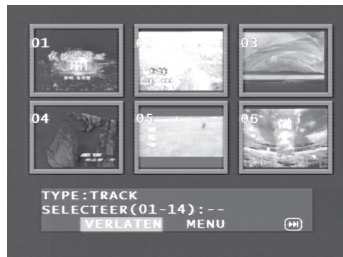 01
03
04
05
06
TYPE:TRACK
SELECTEER(01-14):--
VERLATEN MENU